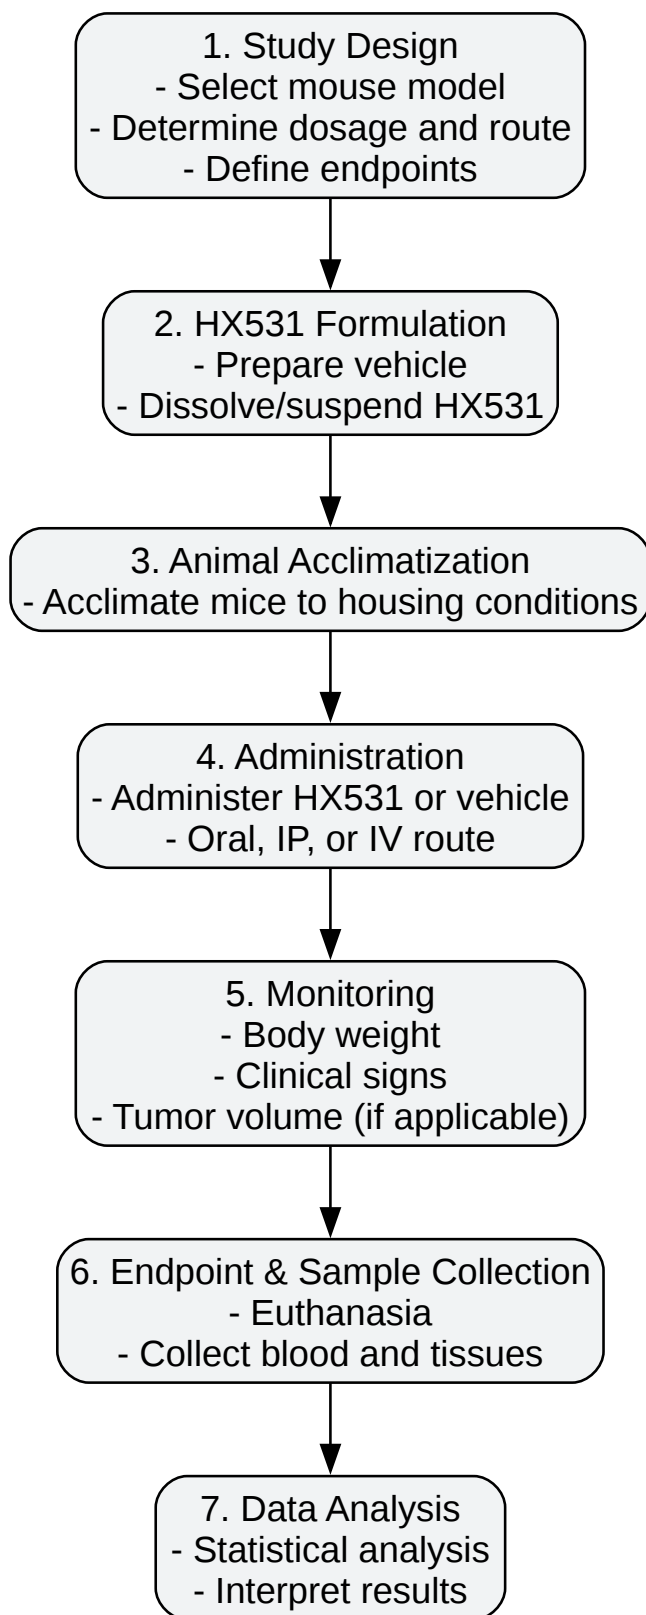 1. Study Design
- Select mouse model
- Determine dosage and route
- Define endpoints
2. HX531 Formulation
- Prepare vehicle
- Dissolve/suspend HX531
3. Animal Acclimatization
- Acclimate mice to housing conditions
4. Administration
- Administer HX531 or vehicle
- Oral, IP, or IV route
5. Monitoring
- Body weight
- Clinical signs
- Tumor volume (if applicable)
6. Endpoint & Sample Collection
- Euthanasia
- Collect blood and tissues
7. Data Analysis
- Statistical analysis
- Interpret results